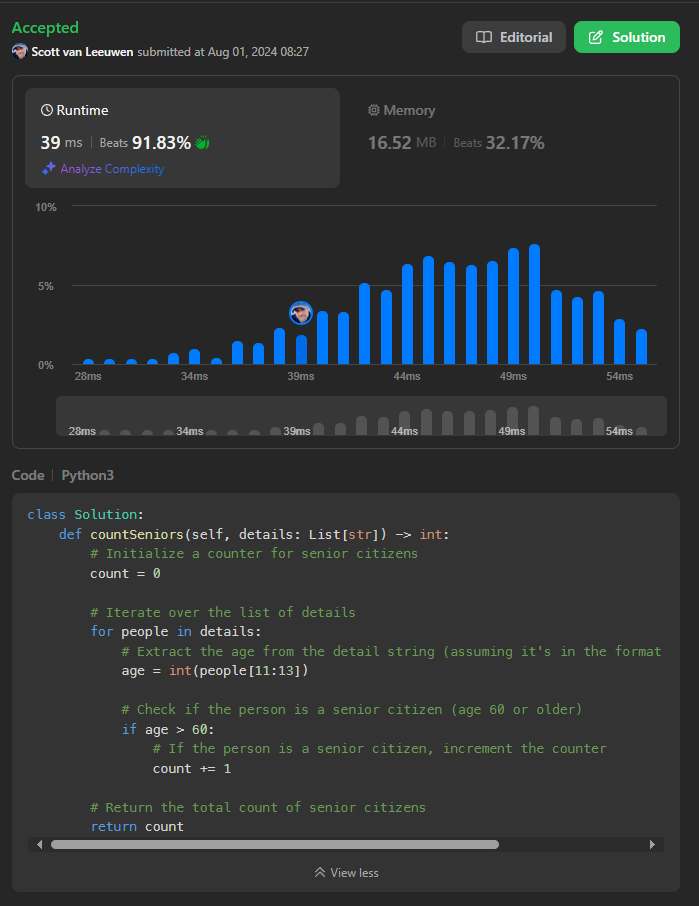 Accepted
Scott van Leeuwen submitted at Aug 01, 2024 08:27
Editorial
Solution
Runtime
39 ms | Beats 91.83%
Analyze Complexity
Memory
16.52 MB | Beats 32.17%
10%
5%
0%
28ms 34ms 39ms 44ms 49ms 54ms
28ms 34ms 39ms 44ms 49ms 54ms
Code | Python3
class Solution:
    def countSeniors(self, details: List[str]) -> int:
        # Initialize a counter for senior citizens
        count = 0
        # Iterate over the list of details
        for people in details:
            # Extract the age from the detail string (assuming it's in the format
            age = int(people[11:13])
            # Check if the person is a senior citizen (age 60 or older)
            if age > 60:
                # If the person is a senior citizen, increment the counter
                count += 1
        # Return the total count of senior citizens
        return count
View less